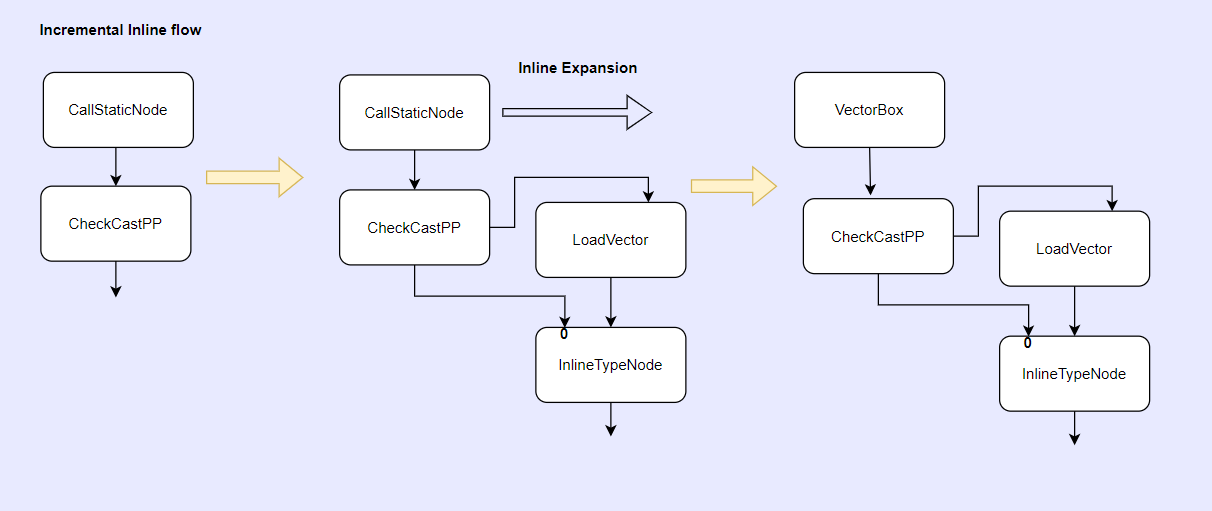 Incremental Inline flow
CallStaticNode
CheckCastPP
CallStaticNode
Inline Expansion
CheckCastPP
LoadVector
0
InlineTypeNode
VectorBox
CheckCastPP
LoadVector
0
InlineTypeNode